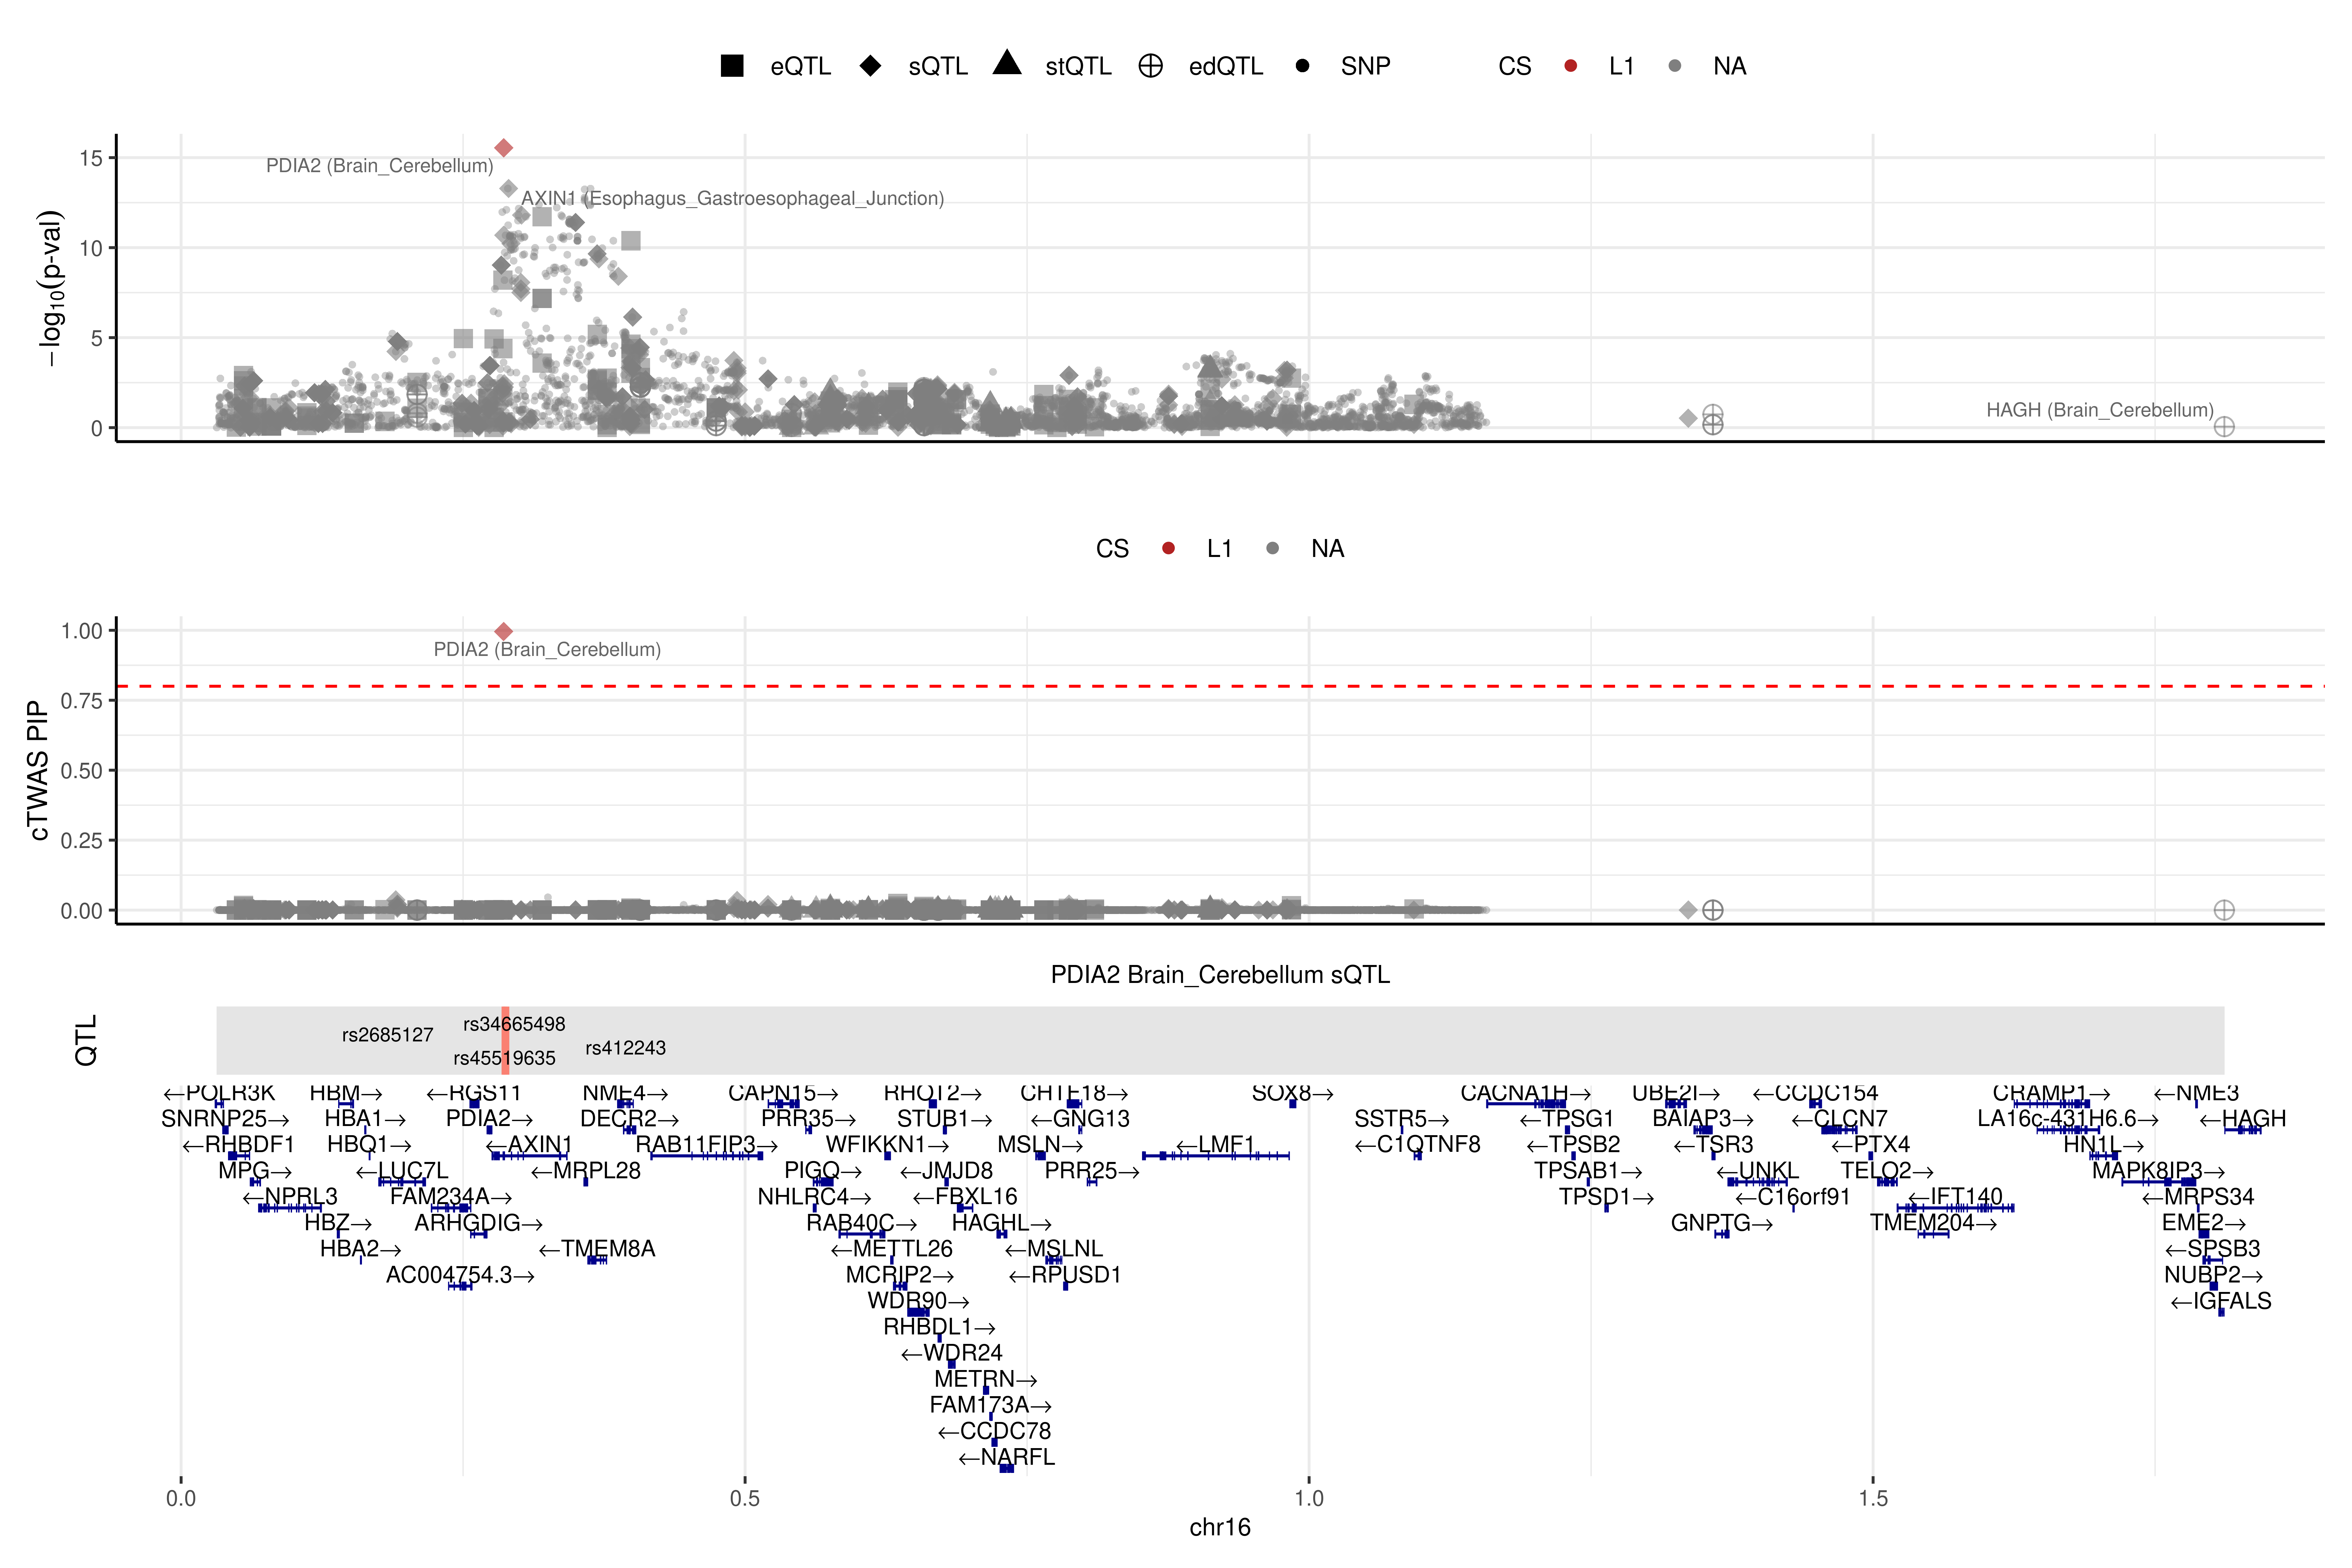 eQTL sQTL stQTL edQTL SNP CS L1 NA
−log10(p-val)
15
10
5
0
PDIA2 (Brain_Cerebellum)
AXIN1 (Esophagus_Gastroesophageal_Junction)
HAGH (Brain_Cerebellum)
CS L1 NA
cTWAS PIP
1.00
0.75
0.50
0.25
0.00
PDIA2 (Brain_Cerebellum)
PDIA2 Brain_Cerebellum sQTL
QTL
rs34665498
rs2685127
rs412243
rs45519635
←POLR3K HBM→ ←RGS11 NME4→ CAPN15→ RHOT2→ CHTF18→ SOX8→ CACNA1H→ UBE2I→ ←CCDC154 CRAMP1→ ←NME3
SNRNP25→ HBA1→ PDIA2→ DECR2→ PRR35→ STUB1→ ←GNG13 SSTR5→ ←TPSG1 BAIAP3→ ←CLCN7 LA16c-431H6.6→ ←HAGH
←RHBDF1 HBQ1→ ←AXIN1 RAB11FIP3→ WFIKKN1→ MSLN→ ←LMF1 ←C1QTNF8 ←TPSB2 ←TSR3 ←PTX4 HN1L→
MPG→ ←LUC7L ←MRPL28 PIGQ→ ←JMJD8 PRR25→ TPSAB1→ ←UNKL TELO2→ MAPK8IP3→
←NPRL3 FAM234A→ NHLRC4→ ←FBXL16 TPSD1→ ←C16orf91 ←IFT140 ←MRPS34
HBZ→ ARHGDIG→ RAB40C→ HAGHL→ GNPTG→ TMEM204→ EME2→
HBA2→ ←TMEM8A ←METTL26 ←MSLNL ←SPSB3
AC004754.3→ MCRIP2→ ←RPUSD1 NUBP2→
WDR90→ ←IGFALS
RHBDL1→
←WDR24
METRN→
FAM173A→
←CCDC78
←NARFL
0.0 0.5 1.0 1.5
chr16